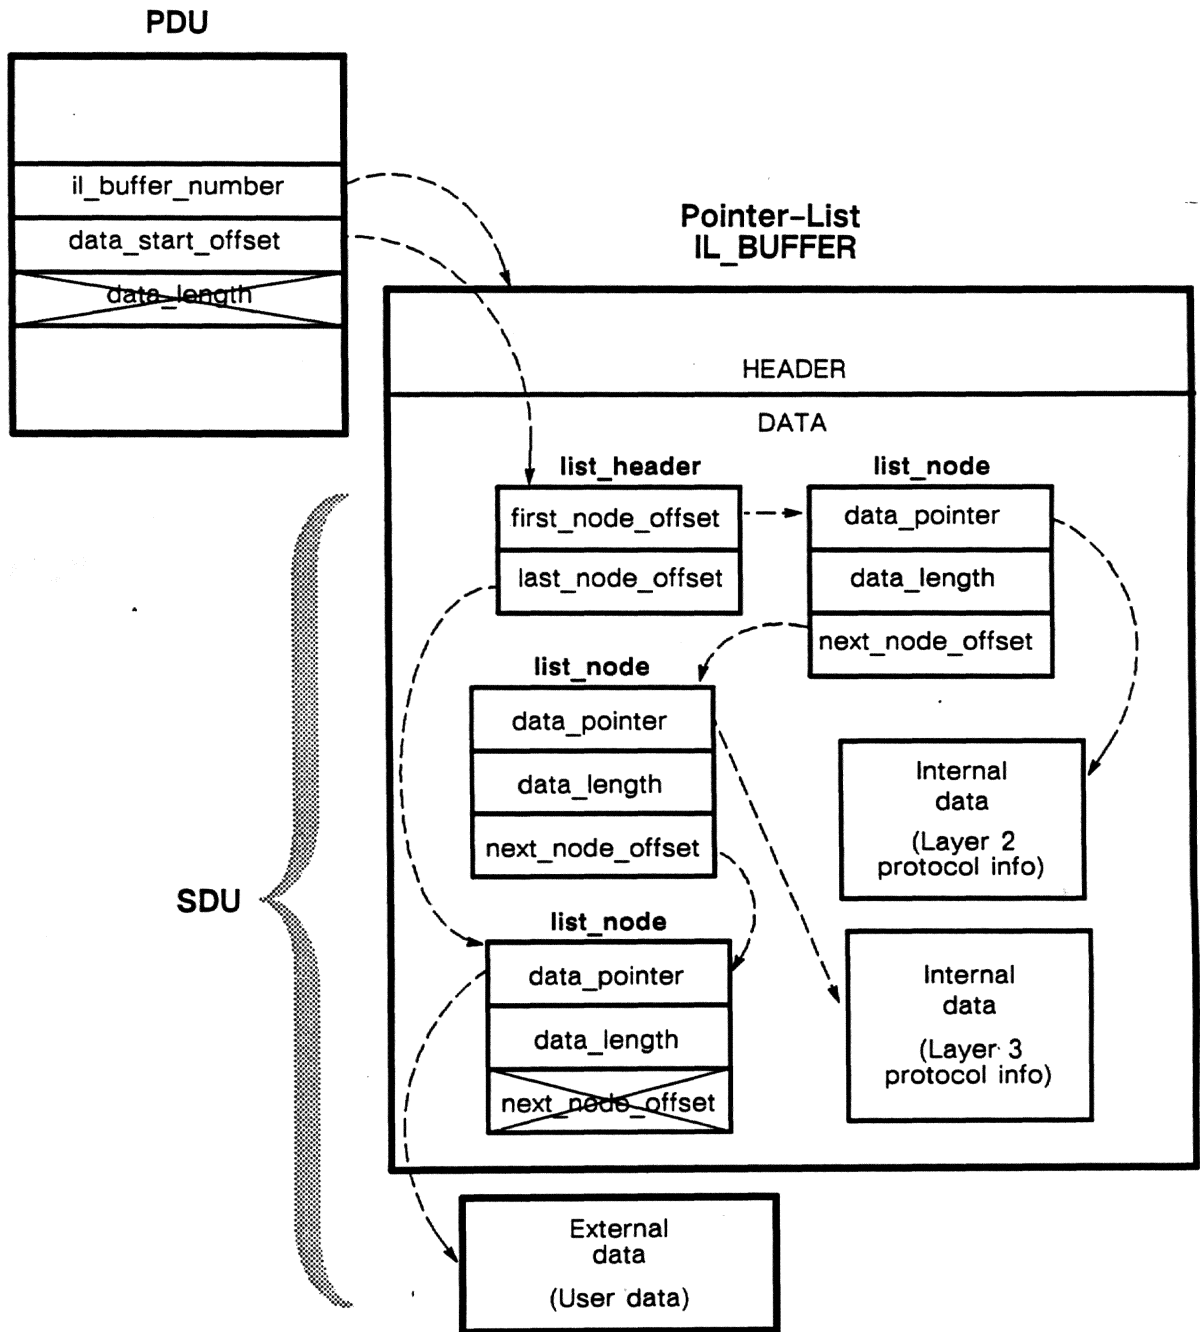 PDU
il_buffer_number
data_start_offset
data_length
Pointer-List
IL_BUFFER
HEADER
DATA
list_header
first_node_offset
last_node_offset
list_node
data_pointer
data_length
next_node_offset
list_node
data_pointer
data_length
next_node_offset
Internal
data
(Layer 2
protocol info)
SDU
list_node
data_pointer
data_length
next_node_offset
Internal
data
(Layer 3
protocol info)
External
data
(User data)